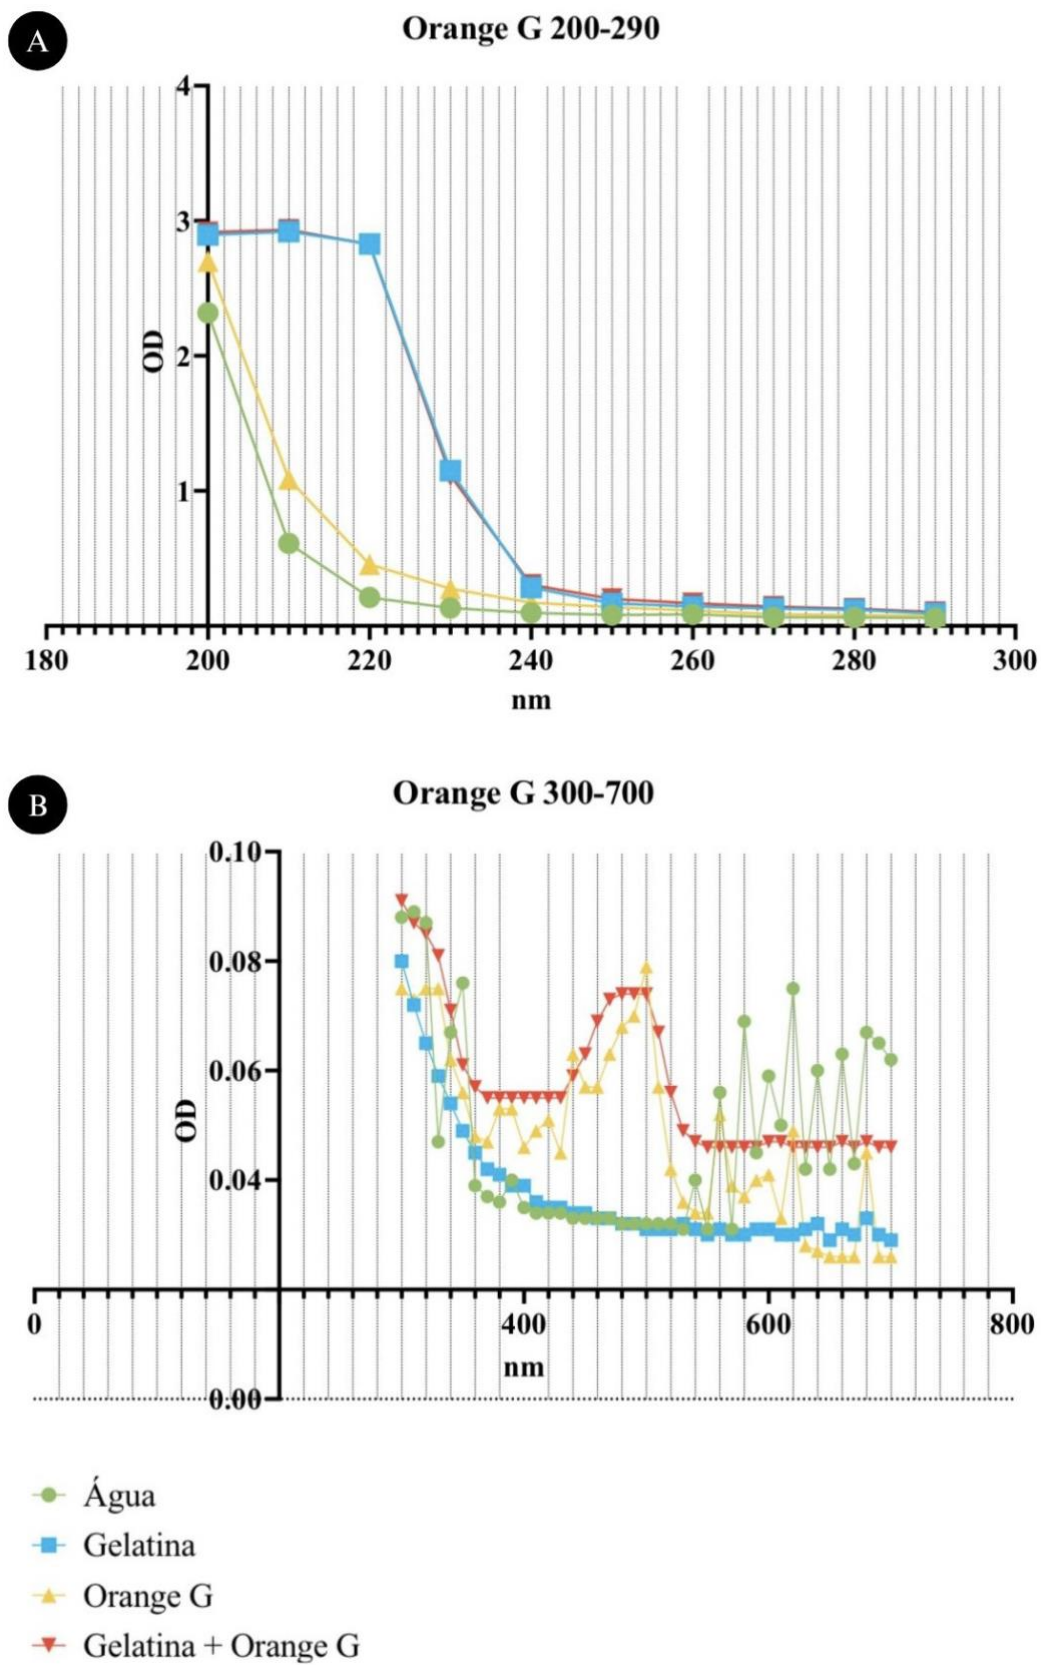 A
Orange G 200-290
4
3
2
1
OD
180 200 220 240 260 280 300
nm
B
Orange G 300-700
0.10
0.08
0.06
0.04
OD
0 400 600 800
nm
0.00
Água
Gelatina
Orange G
Gelatina + Orange G